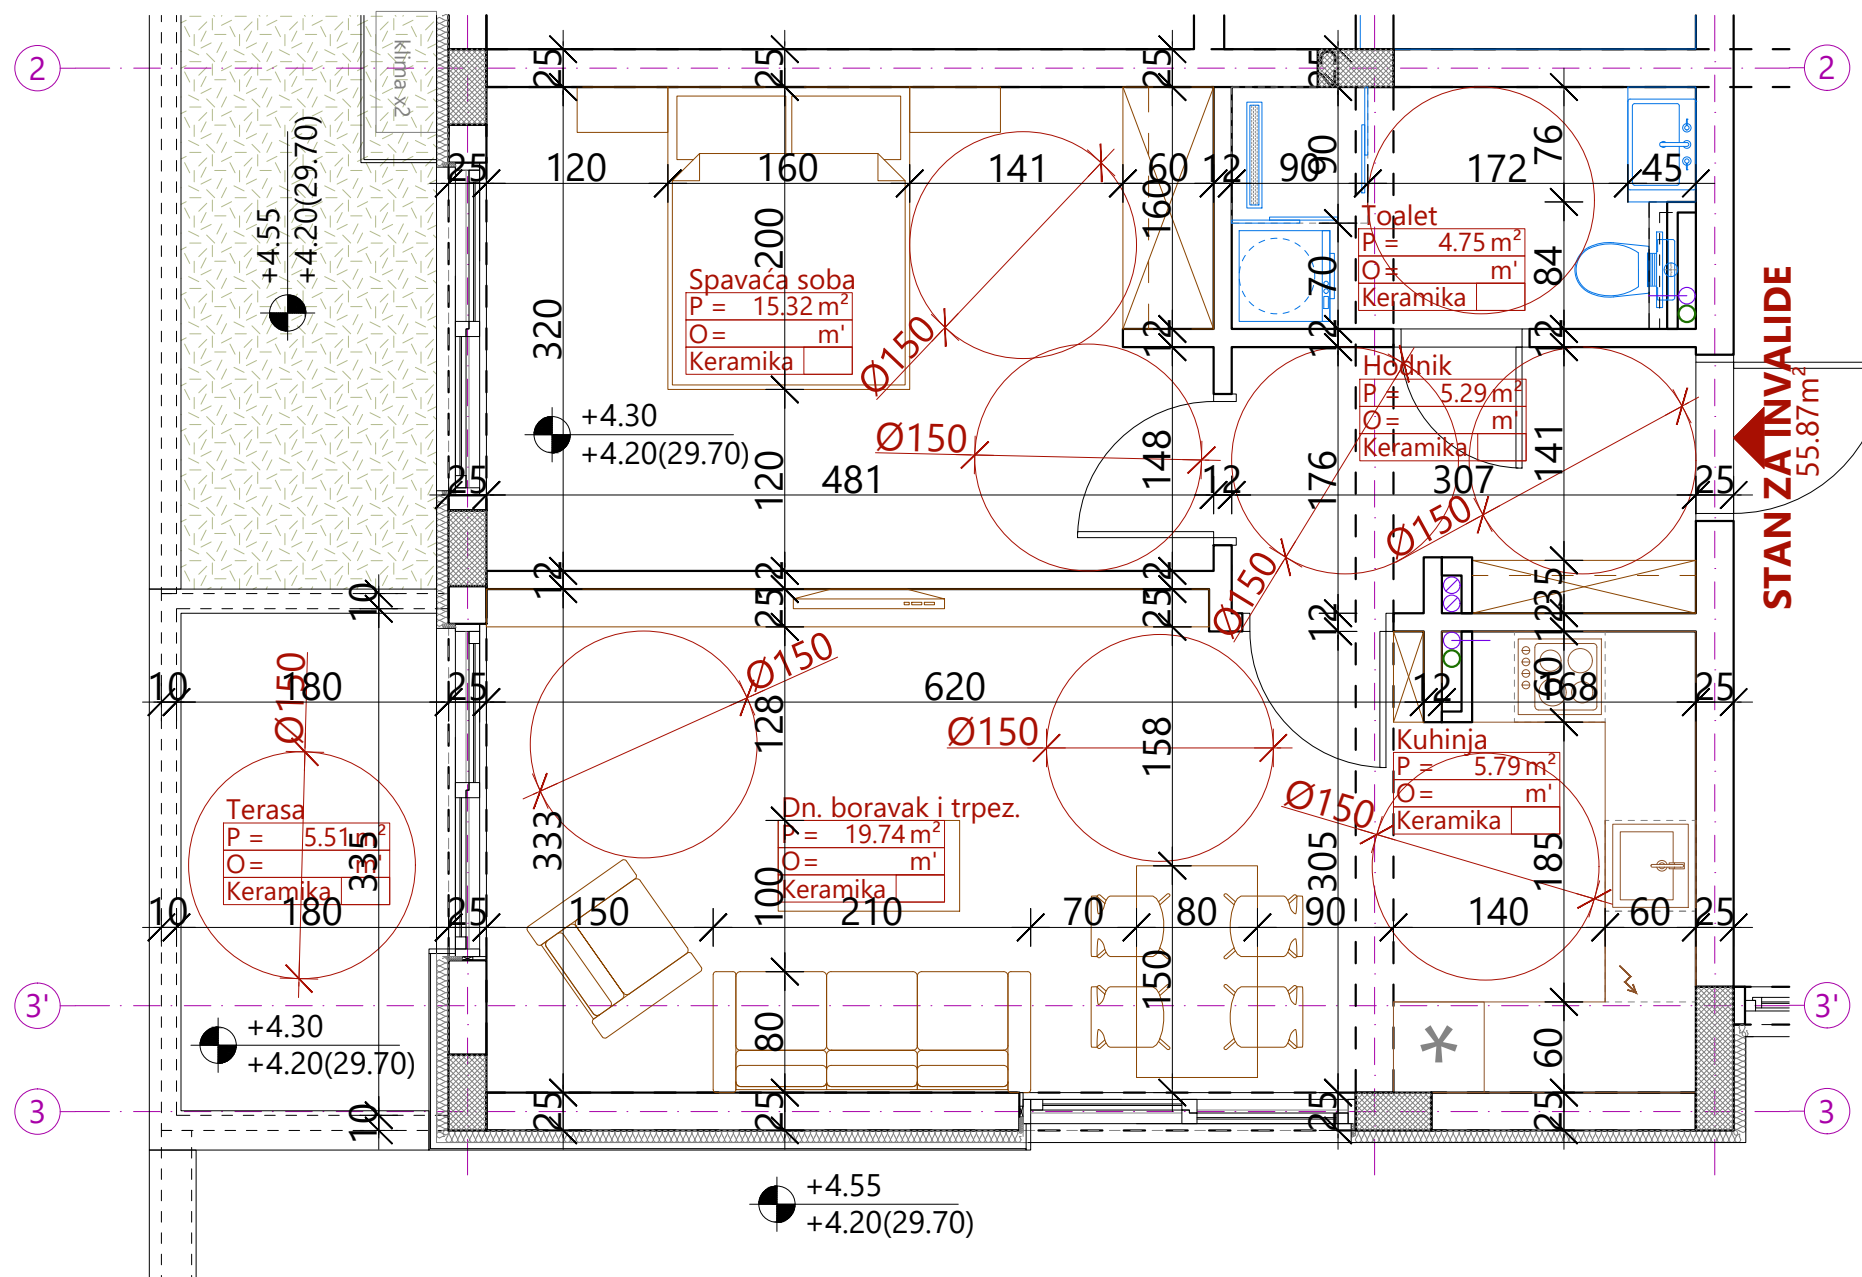 2
klima x2
25
25
25
25
2
+4.55
+4.20(29.70)
25
120
160
141
60
12
90
90
172
76
45
200
160
Toalet
P = 4.75 m²
O= m'
Keramika
70
84
Spavaća soba
P = 15.32 m²
O= m'
Keramika
320
Ø150
12
12
12
Hodnik
P = 5.29 m²
O= m'
Keramika
STAN ZA INVALIDE
55.87m²
+4.30
+4.20(29.70)
Ø150
120
148
176
141
25
481
12
307
25
Ø150
Ø150
12
12
12
10
25
25
12
35
12
Ø150
Ø150
10
180
25
620
128
158
12
60
168
25
Ø150
Kuhinja
P = 5.79 m²
O= m'
Keramika
Ø150
Terasa
P = 5.51 m²
O= m'
Keramika
335
333
Dn. boravak i trpez.
P = 19.74 m²
O= m'
Keramika
100
305
185
10
180
25
150
210
70
80
90
140
60
25
150
3'
3'
+4.30
+4.20(29.70)
80
60
3
10
25
25
25
25
25
3
+4.55
+4.20(29.70)